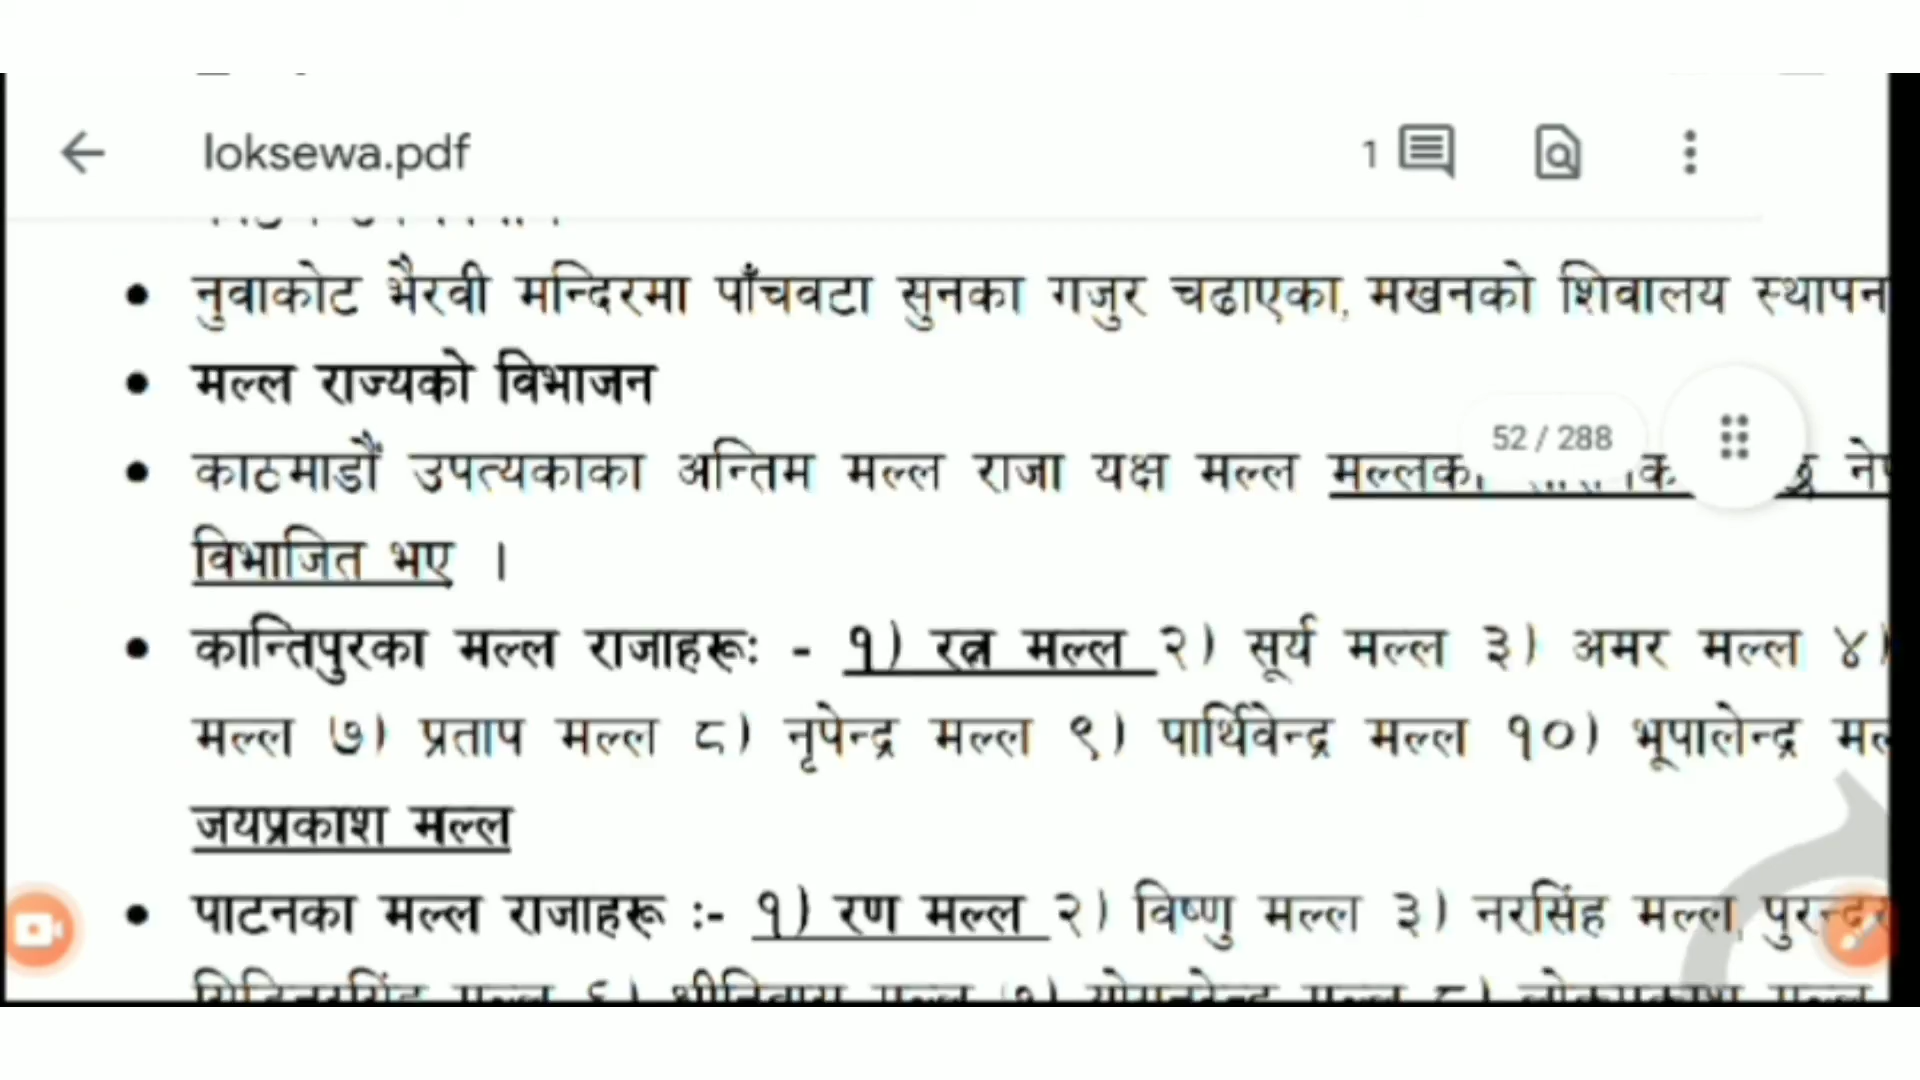 loksewa.pdf
1
नुवाकोट भैरवी मन्दिरमा पाँचवटा सुनका गजुर चढाएका, मखनको शिवालय स्थापन
मल्ल राज्यको विभाजन
52 / 288
काठमाडौं उपत्यकाका अन्तिम मल्ल राजा यक्ष मल्ल
विभाजित भए ।
कान्तिपुरका मल्ल राजाहरूः - १) रत्न मल्ल २) सूर्य मल्ल ३) अमर मल्ल ४)
मल्ल ७) प्रताप मल्ल ८) नृपेन्द्र मल्ल ९) पार्थिवेन्द्र मल्ल १०) भूपालेन्द्र
जयप्रकाश मल्ल
पाटनका मल्ल राजाहरू :- १) रण मल्ल २) विष्णु मल्ल ३) नरसिंह मल्ल,